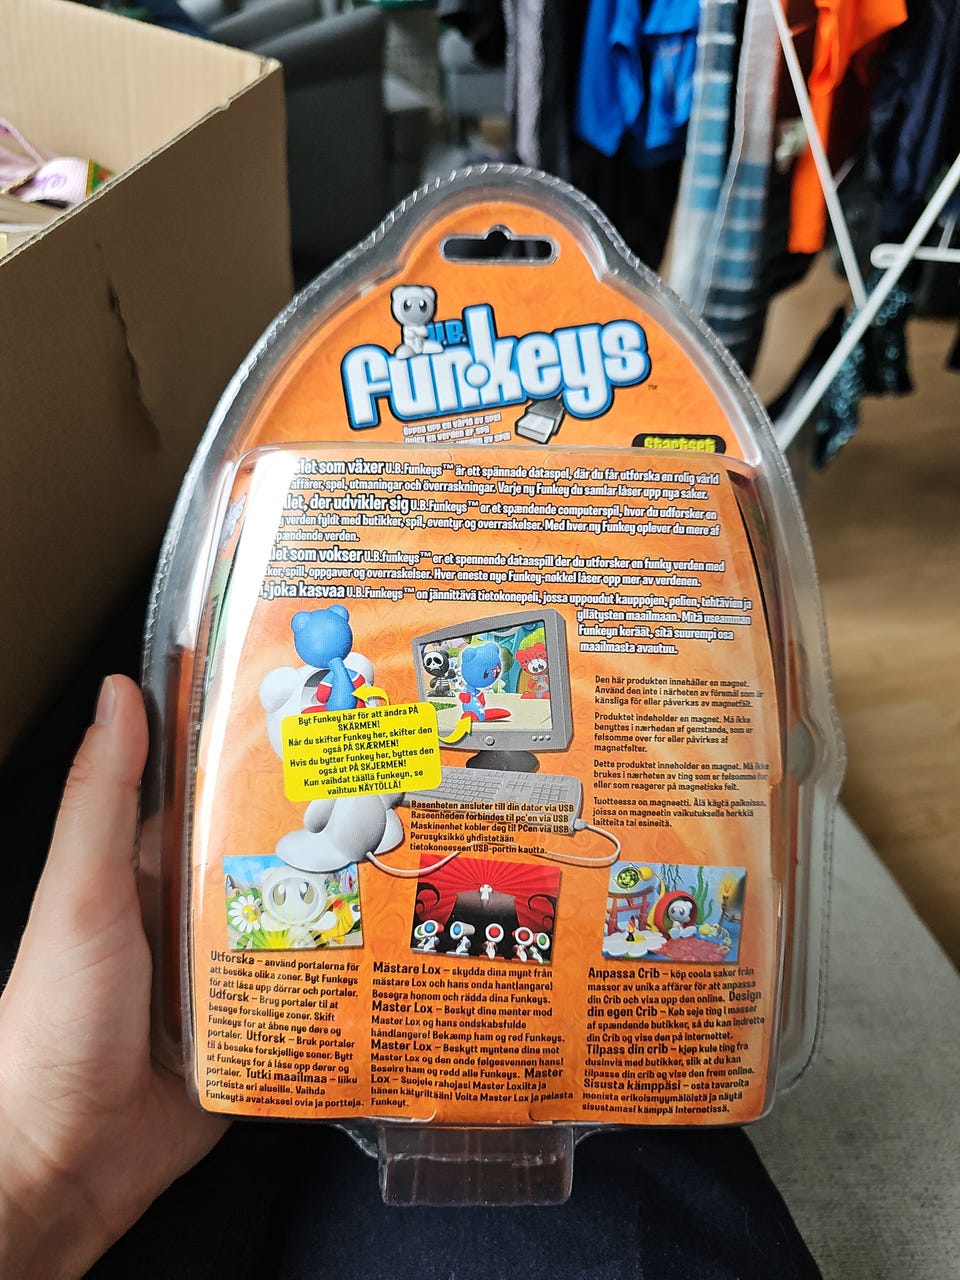 U.B.
funkeys™
Öppna upp en värld av spel
Startset
elet som växer U.B.Funkeys™ är ett spännande dataspel, där du får utforska en rolig värld
affärer, spel, utmaningar och överraskningar. Varje ny Funkey du samlar låser upp nya saker.
let, der udvikler sig U.B.Funkeys™ er et spændende computerspil, hvor du udforsker en
verden fyldt med butikker, spil, eventyr og overraskelser. Med hver ny Funkey oplever du mere af
pændende verden.
let som vokser U.B.funkeys™ er et spennende dataspill der du utforsker en funky verden med
ker, spill, oppgaver og overraskelser. Hver eneste nye Funkey-nøkkel låser opp mer av verdenen.
, joka kasvaa U.B.Funkeys™ on jännittävä tietokonepeli, jossa uppoudut kauppojen, pelien, tehtävien ja
yllätysten maailmaan. Mitä useamman
Funkeyn keräät, sitä suurempi osa
maailmasta avautuu.
Byt Funkey här för att ändra PÅ
SKÄRMEN!
Når du skifter Funkey her, skifter den
også PÅ SKÆRMEN!
Hvis du bytter Funkey her, byttes den
også ut PÅ SKJERMEN!
Kun vaihdat täällä Funkeyn, se
vaihtuu NÄYTÖLLÄ!
Den här produkten innehåller en magnet.
Använd den inte i närheten av föremål som är
känsliga för eller påverkas av magnetfält.
Produktet indeholder en magnet. Må ikke
benyttes i nærheden af genstande, som er
følsomme over for eller påvirkes af
magnetfelter.
Dette produktet inneholder en magnet. Må ikke
brukes i nærheten av ting som er følsomme for
eller som reagerer på magnetiske felt.
Tuotteessa on magneetti. Älä käytä paikoissa,
joissa on magneetin vaikutukselle herkkiä
laitteita tai esineitä.
Basenheten ansluter till din dator via USB
Baseenheden forbindes til pc'en via USB
Maskinenhet kobler deg til PCen via USB
Perusyksikkö yhdistetään
tietokoneeseen USB-portin kautta.
Utforska – använd portalerna för
att besöka olika zoner. Byt Funkeys
för att låsa upp dörrar och portaler.
Udforsk – Brug portaler til at
besøge forskellige zoner. Skift
Funkeys for at åbne nye døre og
portaler. Utforsk – Bruk portaler
til å besøke forskjellige soner. Bytt
ut Funkeys for å låse opp dører og
portaler. Tutki maailmaa – liiku
porteista eri alueille. Vaihda
Funkeytä avataksesi ovia ja portteja.
Mästare Lox – skydda dina mynt från
mästare Lox och hans onda hantlangare!
Besegra honom och rädda dina Funkeys.
Master Lox – Beskyt dine mønter mod
Master Lox og hans ondskabsfulde
håndlangere! Bekæmp ham og red Funkeys.
Master Lox – Beskytt myntene dine mot
Master Lox og den onde følgesvennen hans!
Beseire ham og redd alle Funkeys. Master
Lox – Suojele rahojasi Master Loxilta ja
hänen kätyriltään! Voita Master Lox ja pelasta
Funkeyt.
Anpassa Crib – köp coola saker från
massor av unika affärer för att anpassa
din Crib och visa upp den online. Design
din egen Crib – Køb seje ting i masser
af spændende butikker, så du kan indrette
din Crib og vise den på internettet.
Tilpass din crib – kjøp kule ting fra
dusinvis med butikker, slik at du kan
tilpasse din crib og vise den frem online.
Sisusta kämppäsi – osta tavaroita
monista erikoismyymälöistä ja näytä
sisustamasi kämppä Internetissä.